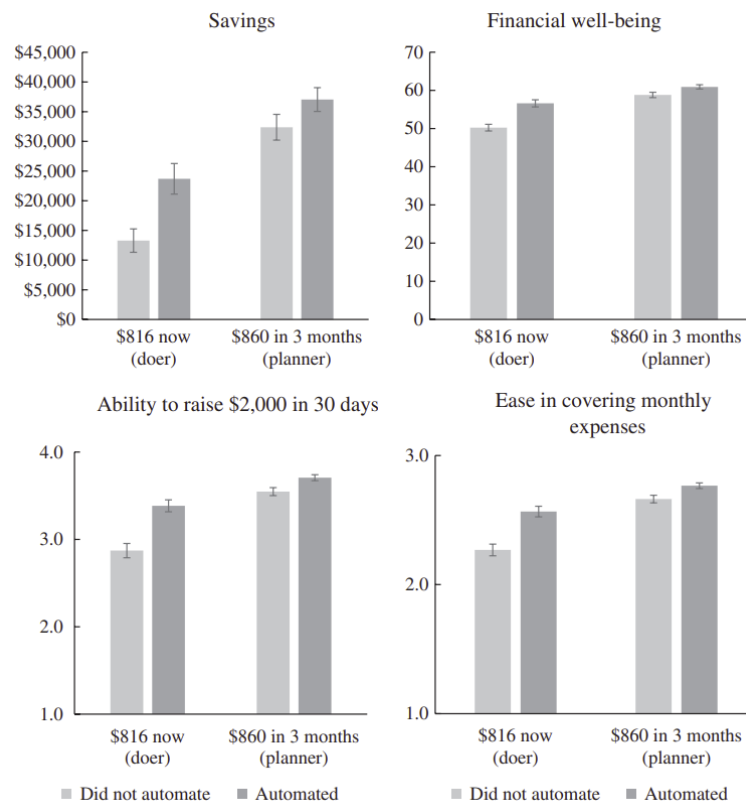 Savings
$45,000
$40,000
$35,000
$30,000
$25,000
$20,000
$15,000
$10,000
$5,000
$0
$816 now
(doer)
$860 in 3 months
(planner)
Financial well-being
70
60
50
40
30
20
10
0
$816 now
(doer)
$860 in 3 months
(planner)
Ability to raise $2,000 in 30 days
4.0
3.0
2.0
1.0
$816 now
(doer)
$860 in 3 months
(planner)
Did not automate
Automated
Ease in covering monthly
expenses
3.0
2.0
1.0
$816 now
(doer)
$860 in 3 months
(planner)
Did not automate
Automated